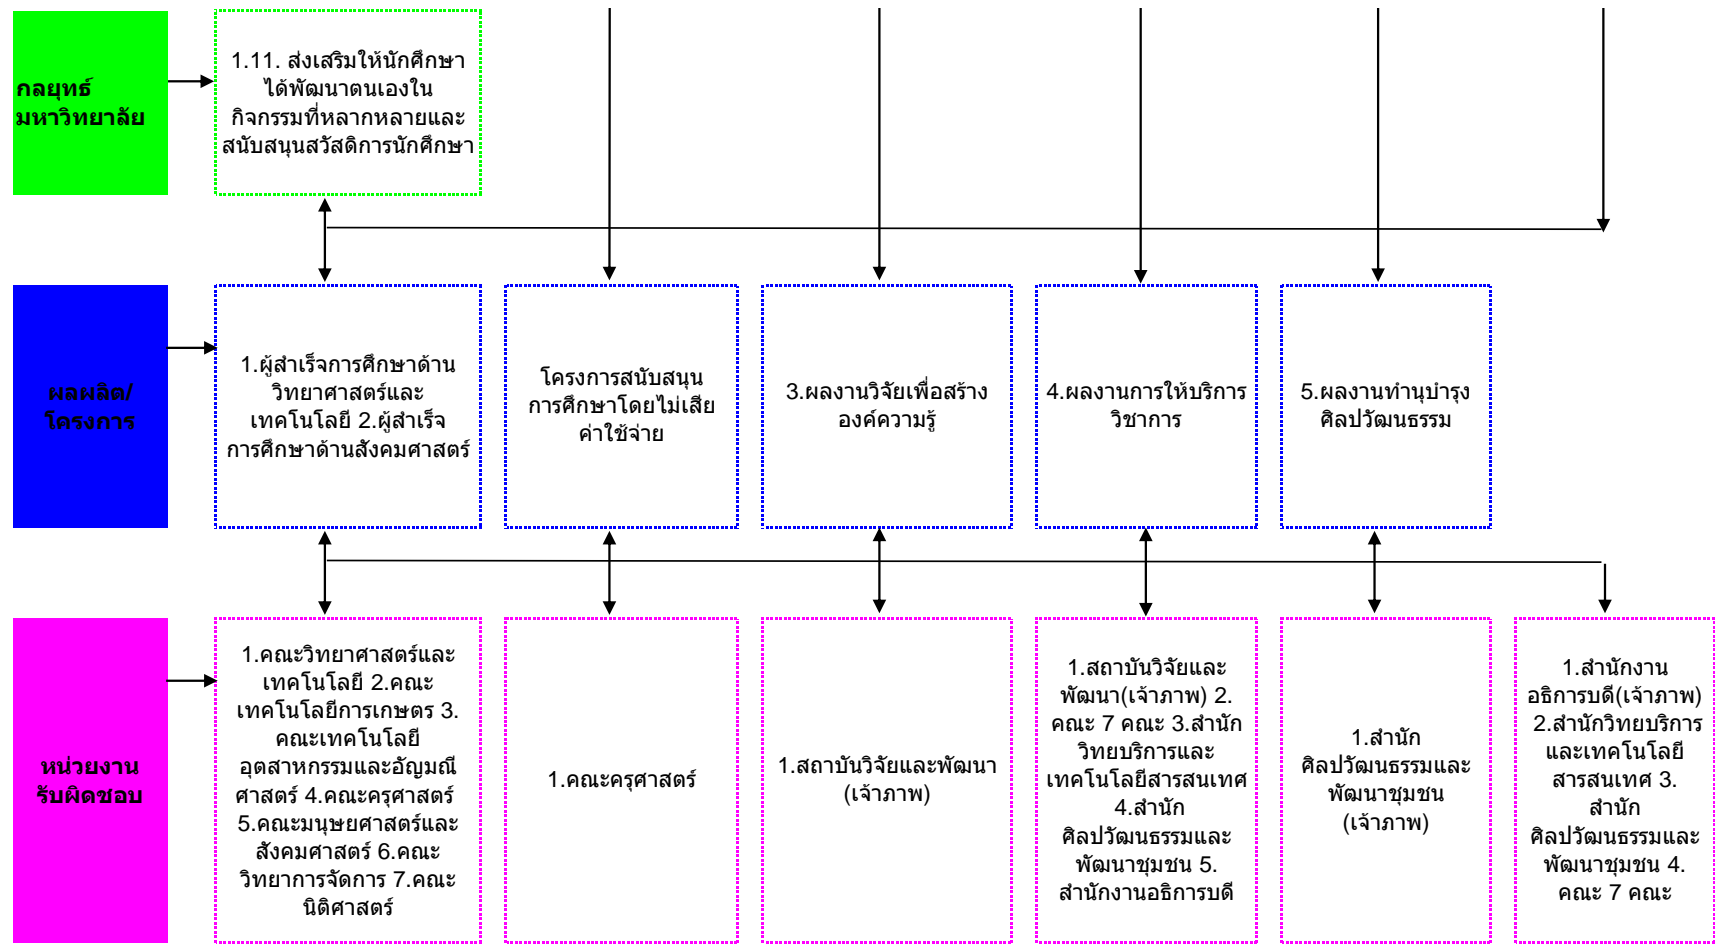 กลยุทธ์
มหาวิทยาลัย
1.11. ส่งเสริมให้นักศึกษา
ได้พัฒนาตนเองใน
กิจกรรมที่หลากหลายและ
สนับสนุนสวัสดิการนักศึกษา
ผลผลิต/
โครงการ
1.ผู้สำเร็จการศึกษาด้าน
วิทยาศาสตร์และ
เทคโนโลยี 2.ผู้สำเร็จ
การศึกษาด้านสังคมศาสตร์
โครงการสนับสนุน
การศึกษาโดยไม่เสีย
ค่าใช้จ่าย
3.ผลงานวิจัยเพื่อสร้าง
องค์ความรู้
4.ผลงานการให้บริการ
วิชาการ
5.ผลงานทำนุบำรุง
ศิลปวัฒนธรรม
หน่วยงาน
รับผิดชอบ
1.คณะวิทยาศาสตร์และ
เทคโนโลยี 2.คณะ
เทคโนโลยีการเกษตร 3.
คณะเทคโนโลยี
อุตสาหกรรมและอัญมณี
ศาสตร์ 4.คณะครุศาสตร์
5.คณะมนุษยศาสตร์และ
สังคมศาสตร์ 6.คณะ
วิทยาการจัดการ 7.คณะ
นิติศาสตร์
1.คณะครุศาสตร์
1.สถาบันวิจัยและพัฒนา
(เจ้าภาพ)
1.สถาบันวิจัยและ
พัฒนา(เจ้าภาพ) 2.
คณะ 7 คณะ 3.สำนัก
วิทยบริการและ
เทคโนโลยีสารสนเทศ
4.สำนัก
ศิลปวัฒนธรรมและ
พัฒนาชุมชน 5.
สำนักงานอธิการบดี
1.สำนัก
ศิลปวัฒนธรรมและ
พัฒนาชุมชน
(เจ้าภาพ)
1.สำนักงาน
อธิการบดี(เจ้าภาพ)
2.สำนักวิทยบริการ
และเทคโนโลยี
สารสนเทศ 3.
สำนัก
ศิลปวัฒนธรรมและ
พัฒนาชุมชน 4.
คณะ 7 คณะ